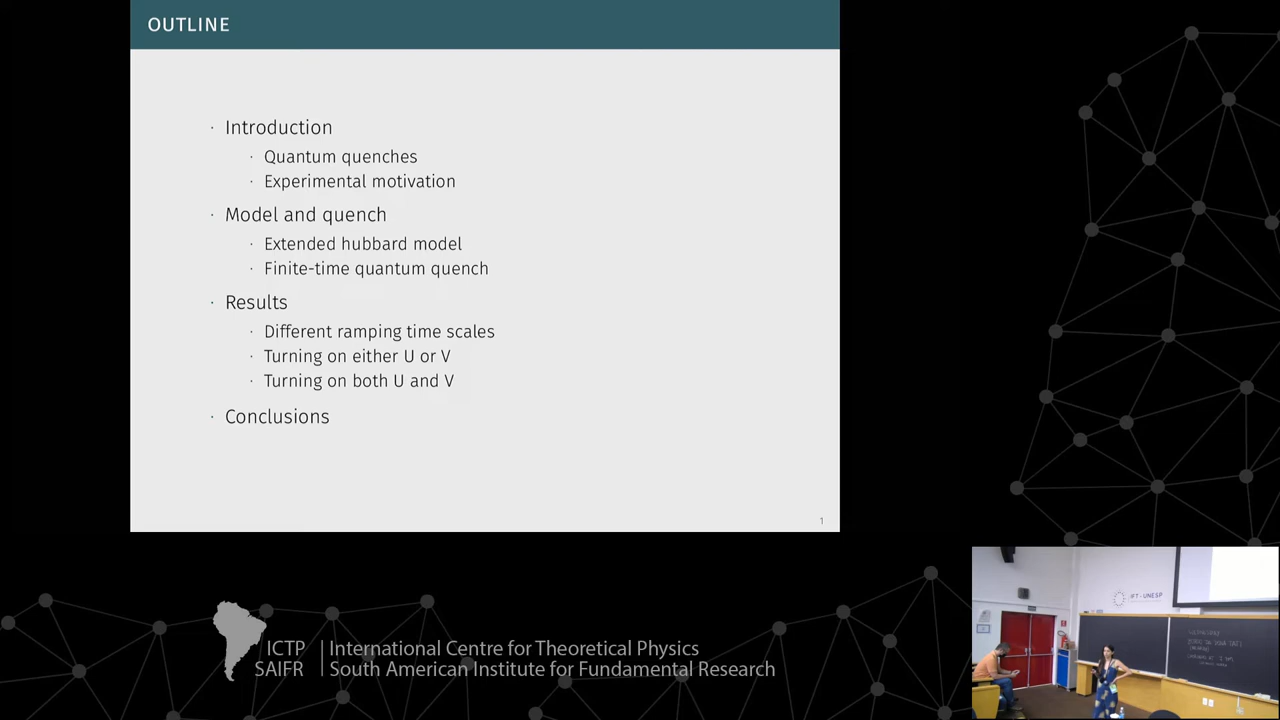 OUTLINE
· Introduction
· Quantum quenches
· Experimental motivation
· Model and quench
· Extended hubbard model
· Finite-time quantum quench
· Results
· Different ramping time scales
· Turning on either U or V
· Turning on both U and V
· Conclusions
1
IFT - UNESP
ICTP | International Centre for Theoretical Physics
SAIFR | South American Institute for Fundamental Research